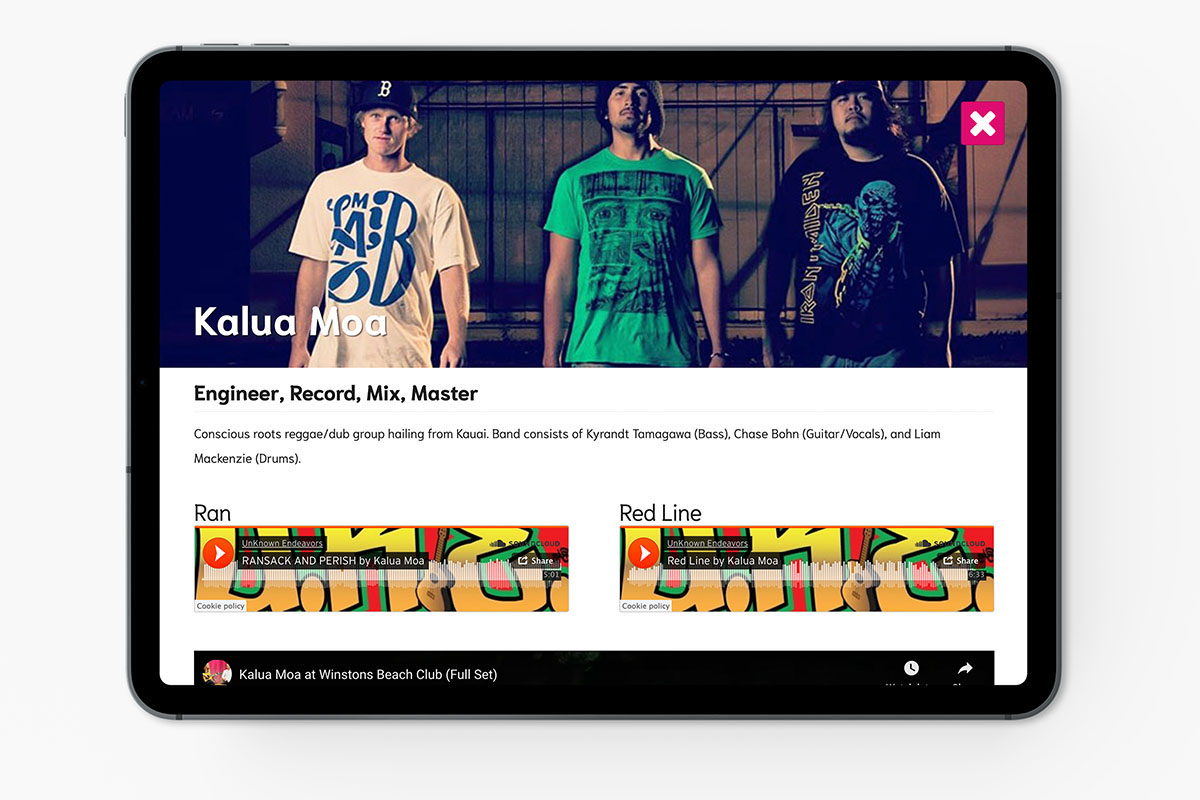 B
IRON MAIDEN
Kalua Moa
Engineer, Record, Mix, Master
Conscious roots reggae/dub group hailing from Kauai. Band consists of Kyrandt Tamagawa (Bass), Chase Bohn (Guitar/Vocals), and Liam
Mackenzie (Drums).
Ran
UnKnown Endeavors
SOUNDCLOUD
RANSACK AND PERISH by Kalua Moa
Share
5:01
Cookie policy
Red Line
UnKnown Endeavors
SOUNDCLOUD
Red Line by Kalua Moa
Share
6:33
Cookie policy
Kalua Moa at Winstons Beach Club (Full Set)